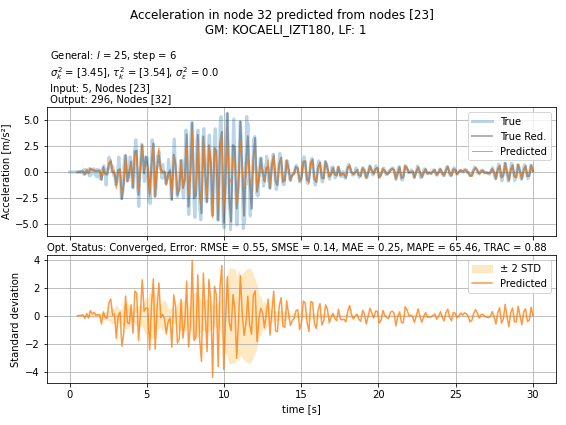 Acceleration in node 32 predicted from nodes [23]
GM: KOCAELI_IZT180, LF: 1
General: l = 25, step = 6
σ²ₖ = [3.45], τ²ₖ = [3.54], σ²ₑ = 0.0
Input: 5, Nodes [23]
Output: 296, Nodes [32]
Acceleration [m/s²]
5.0
2.5
0.0
−2.5
−5.0
True
True Red.
Predicted
Opt. Status: Converged, Error: RMSE = 0.55, SMSE = 0.14, MAE = 0.25, MAPE = 65.46, TRAC = 0.88
Standard deviation
4
2
0
−2
−4
± 2 STD
Predicted
0 5 10 15 20 25 30
time [s]